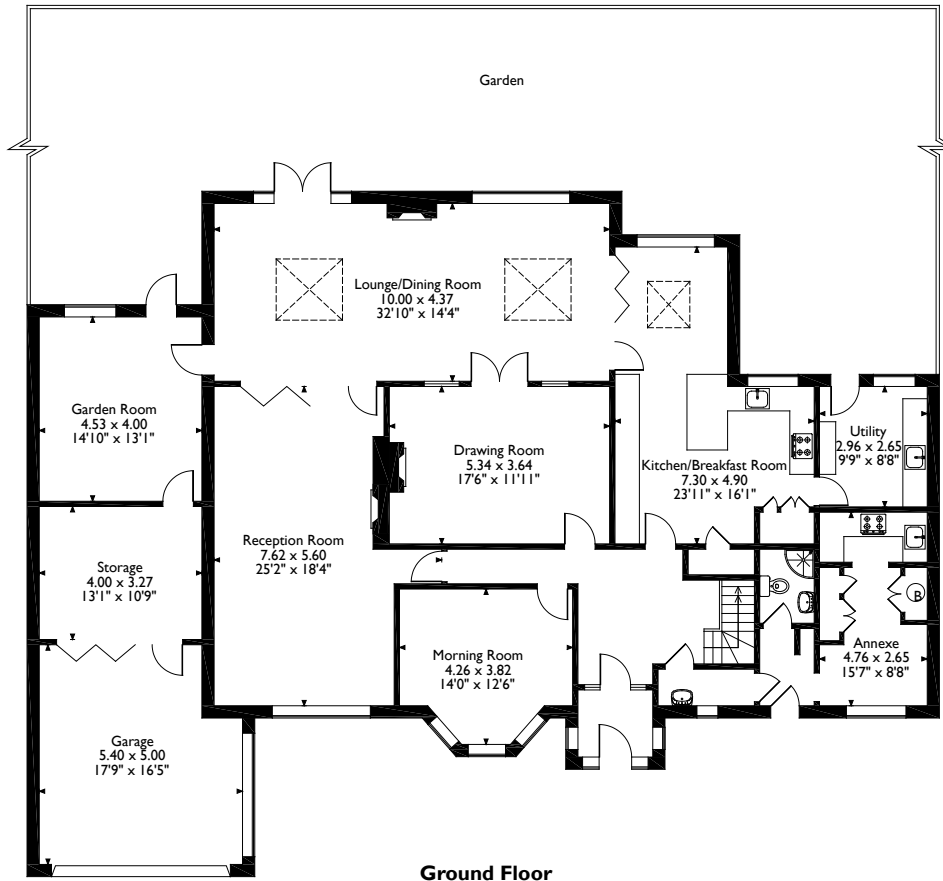 Garden
Lounge/Dining Room
10.00 x 4.37
32'10" x 14'4"
Garden Room
4.53 x 4.00
14'10" x 13'1"
Drawing Room
5.34 x 3.64
17'6" x 11'11"
Kitchen/Breakfast Room
7.30 x 4.90
23'11" x 16'1"
Utility
2.96 x 2.65
9'9" x 8'8"
Reception Room
7.62 x 5.60
25'2" x 18'4"
Storage
4.00 x 3.27
13'1" x 10'9"
B
Morning Room
4.26 x 3.82
14'0" x 12'6"
Annexe
4.76 x 2.65
15'7" x 8'8"
Garage
5.40 x 5.00
17'9" x 16'5"
Ground Floor